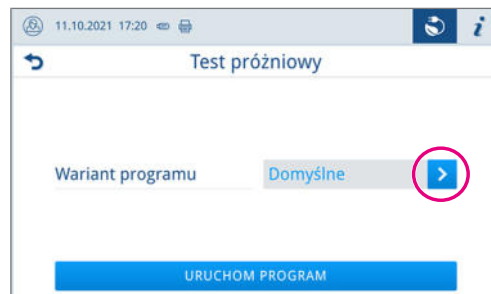 11.10.2021 17:20
i
Test próżniowy
Wariant programu Domyślne
URUCHOM PROGRAM